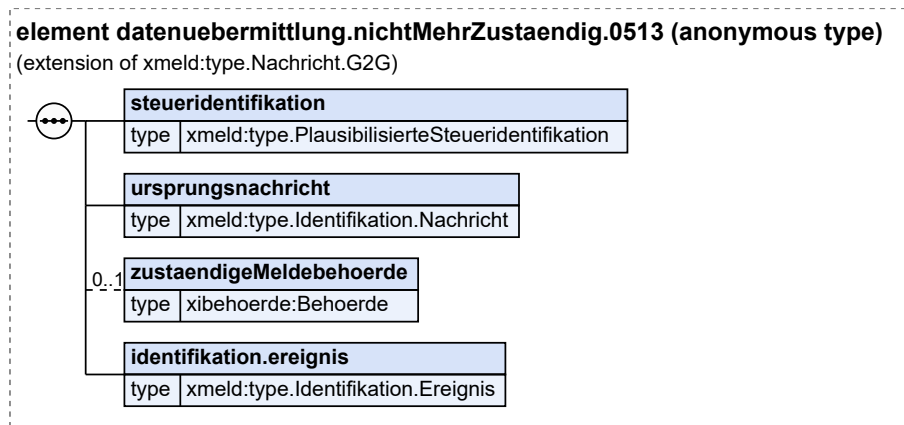 element datenuebermittlung.nichtMehrZustaendig.0513 (anonymous type)
(extension of xmeld:type.Nachricht.G2G)
steueridentifikation
type xmeld:type.PlausibilisierteSteueridentifikation
ursprungsnachricht
type xmeld:type.Identifikation.Nachricht
0..1 zustaendigeMeldebehoerde
type xibehoerde:Behoerde
identifikation.ereignis
type xmeld:type.Identifikation.Ereignis